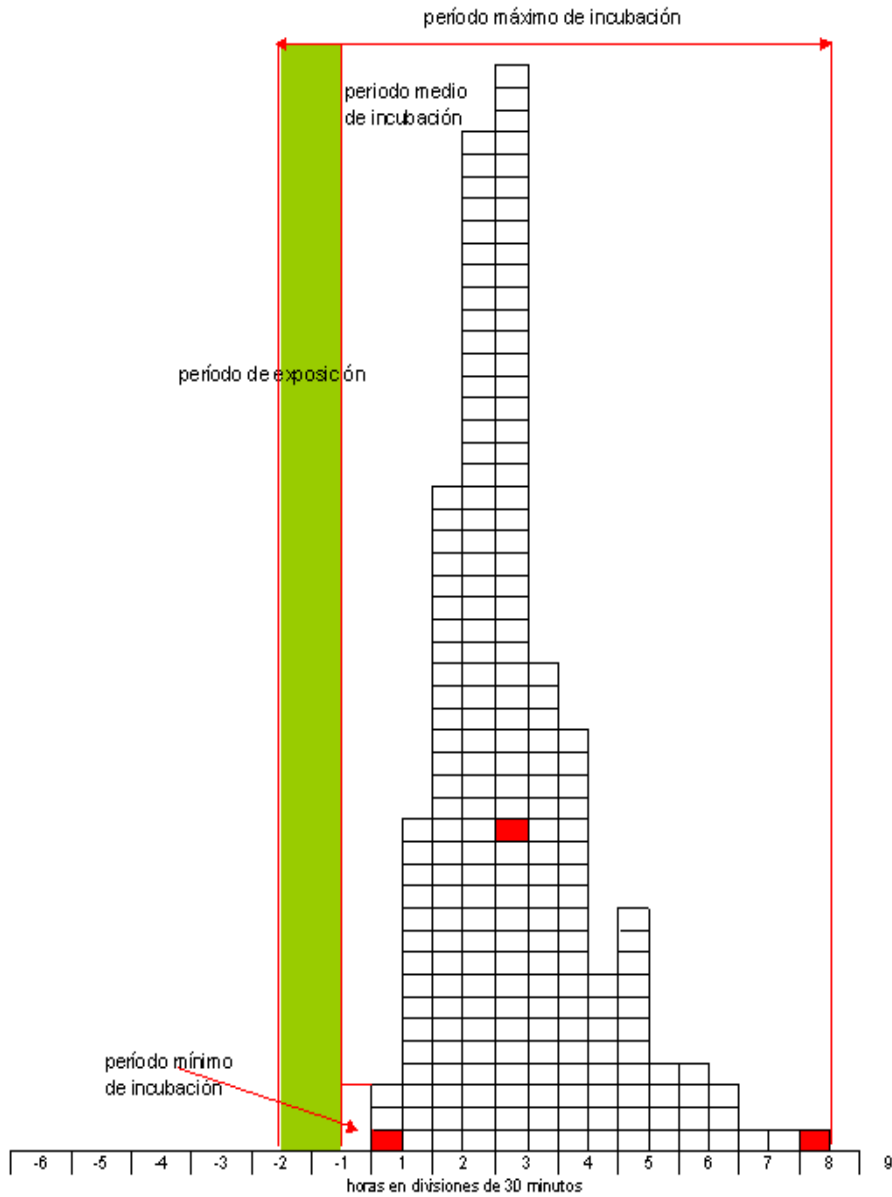 período máximo de incubación
periodo medio
de incubación
período de exposición
período mínimo
de incubación
-6 -5 -4 -3 -2 -1 1 2 3 4 5 6 7 8 9
horas en divisiones de 30 minutos